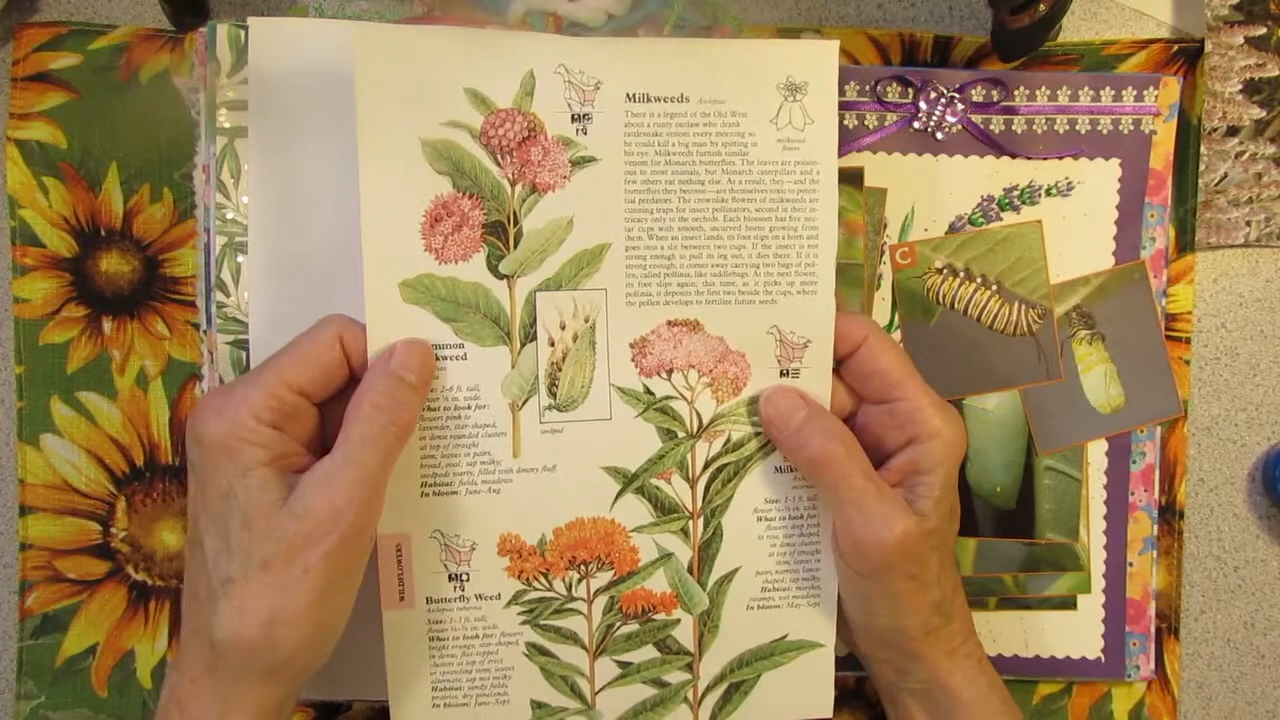 Milkweeds Asclepias
There is a legend of the Old West
about a runty outlaw who drank
rattlesnake venom every morning so
he could kill a big man by spitting in
his eye. Milkweeds furnish similar
venom for Monarch butterflies. The leaves are poison-
ous to most animals, but Monarch caterpillars and a
few others eat nothing else. As a result, they—and the
butterflies they become—are themselves toxic to poten-
tial predators. The crownlike flowers of milkweeds are
cunning traps for insect pollinators, second in their in-
tricacy only to the orchids. Each blossom has five nec-
tar cups with smooth, incurved horns growing from
them. When an insect lands, its foot slips on a horn and
goes into a slit between two cups. If the insect is not
strong enough to pull its leg out, it dies there. If it is
strong enough, it comes away carrying two bags of pol-
len, called pollinia, like saddlebags. At the next flower,
its foot slips again; this time, as it picks up more
pollinia, it deposits the first two beside the cups, where
the pollen develops to fertilize future seeds.
milkweed
flower
mmon
kweed
ias
a
e: 2-6 ft. tall;
ower ½ in. wide.
What to look for:
flowers pink to
lavender, star-shaped,
in dense rounded clusters
at top of straight
stem; leaves in pairs,
broad, oval; sap milky;
seedpods warty, filled with downy fluff.
Habitat: fields, meadows
In bloom: June-Aug.
seedpod
Milkw
Size: 1-5 ft. tall,
What to look for:
flowers deep pink
to rose, star-shaped,
in dense clusters
at top of straight
stem; leaves in
pairs, narrow, lance-
shaped; sap milky.
Habitat: marshes,
swamps, wet meadows.
In bloom: May-Sept
WILDFLOWERS
Butterfly Weed
Asclepias tuberosa
Size: 1-3 ft. tall;
What to look for: flowers
bright orange, star-shaped,
in dense, flat-topped
clusters at top of erect
or sprawling stem; leaves
alternate; sap not milky
Habitat: sandy fields,
prairies, dry pinelands.
In bloom: June-Sept.
C